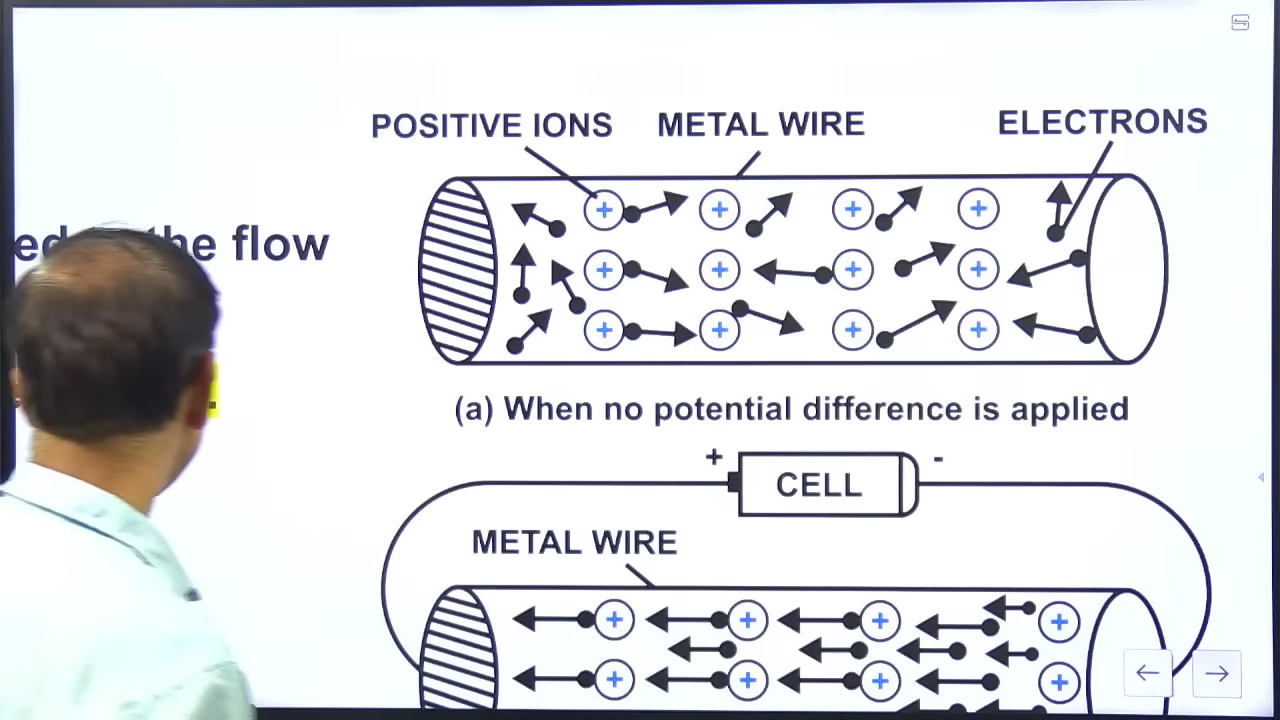 POSITIVE IONS METAL WIRE ELECTRONS
the flow
(a) When no potential difference is applied
+ -
CELL
METAL WIRE